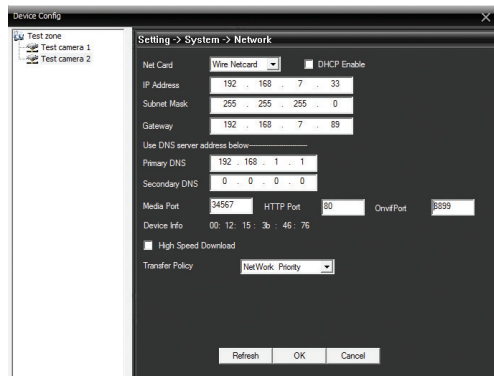 Device Config
Test zone
Test camera 1
Test camera 2
Setting -> System -> Network
Net Card Wire Netcard DHCP Enable
IP Address 192 . 168 . 7 . 33
Subnet Mask 255 . 255 . 255 . 0
Gateway 192 . 168 . 7 . 89
Use DNS server address below----------------------
Primary DNS 192 . 168 . 1 . 1
Secondary DNS 0 . 0 . 0 . 0
Media Port 34567 HTTP Port 80 OnvifPort 8899
Device Info 00: 12: 15: 3b : 46: 76
High Speed Download
Transfer Policy NetWork Priority
Refresh OK Cancel